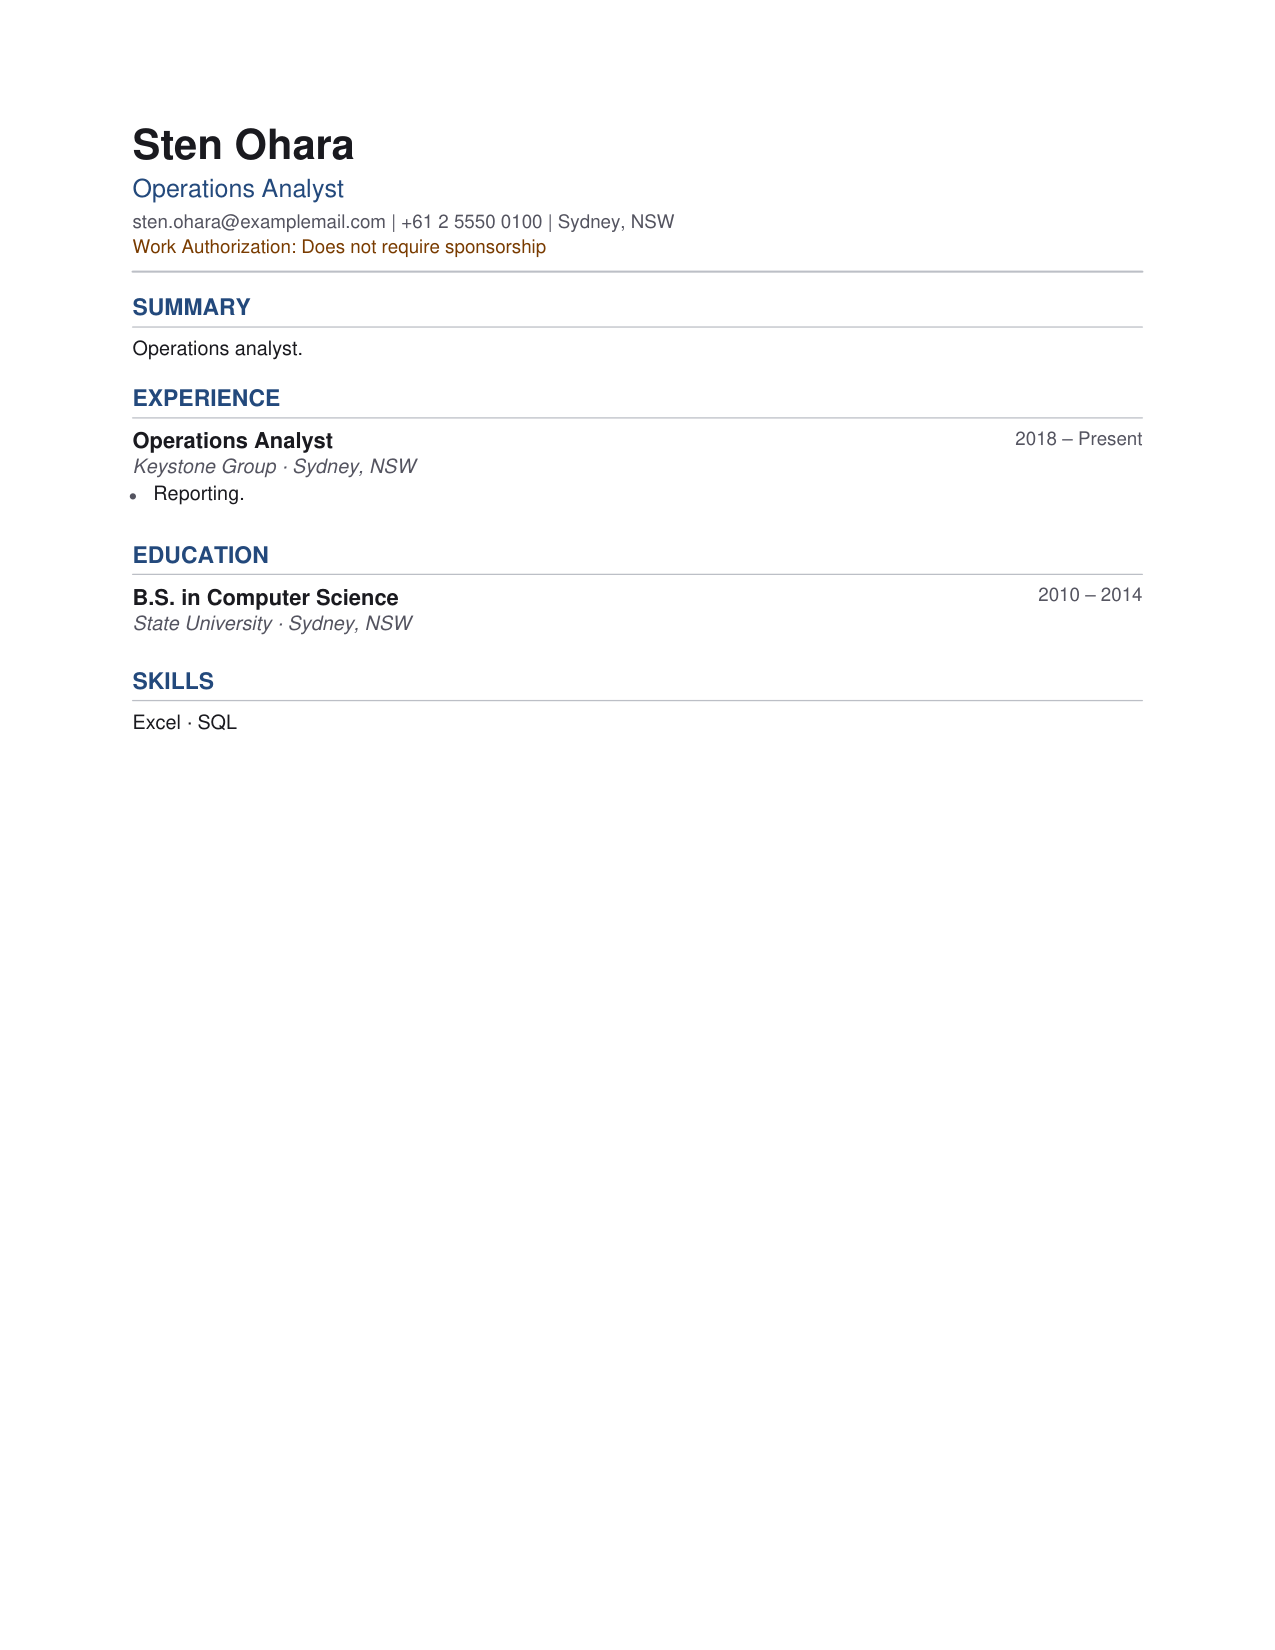 Sten Ohara
Operations Analyst
sten.ohara@examplemail.com | +61 2 5550 0100 | Sydney, NSW
Work Authorization: Does not require sponsorship
SUMMARY
Operations analyst.
EXPERIENCE
Operations Analyst 2018 – Present
Keystone Group · Sydney, NSW
• Reporting.
EDUCATION
B.S. in Computer Science 2010 – 2014
State University · Sydney, NSW
SKILLS
Excel · SQL